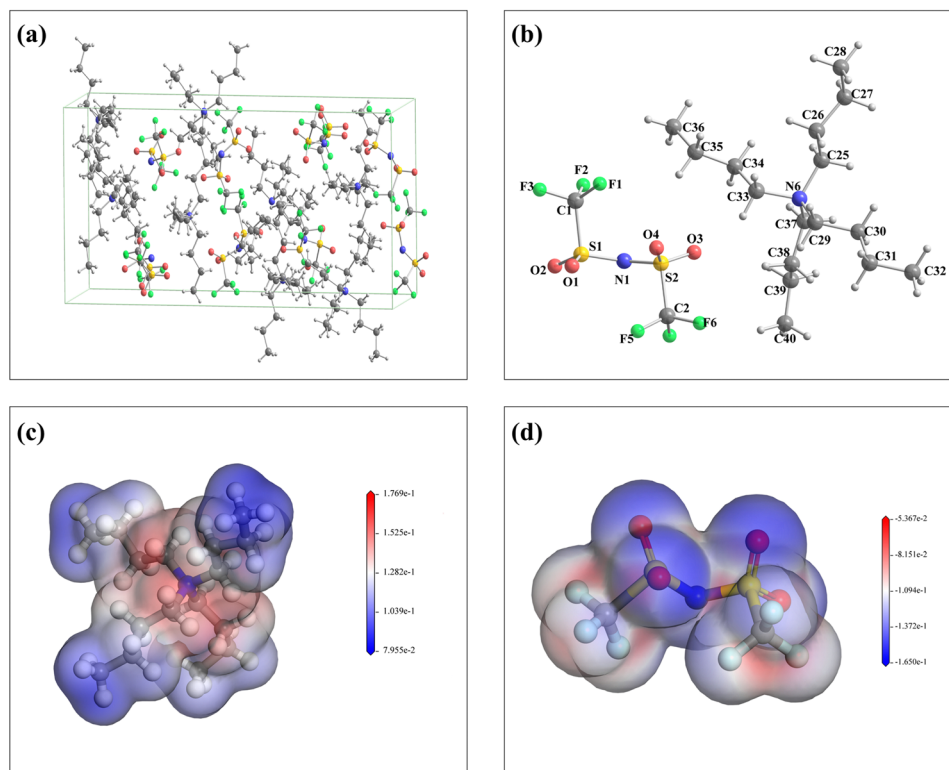 (a)
(b)
C28
C27
C26
C36
C35
C25
C34
F2
F1
F3
C33
N6
C1
C37
O4
O3
C30
C29
S1
C38
C31
O2
C32
O1
N1
S2
C39
C2
F6
F5
C40
(c)
(d)
1.769e-1
1.525e-1
1.282e-1
1.039e-1
7.955e-2
-5.367e-2
-8.151e-2
-1.094e-1
-1.372e-1
-1.650e-1